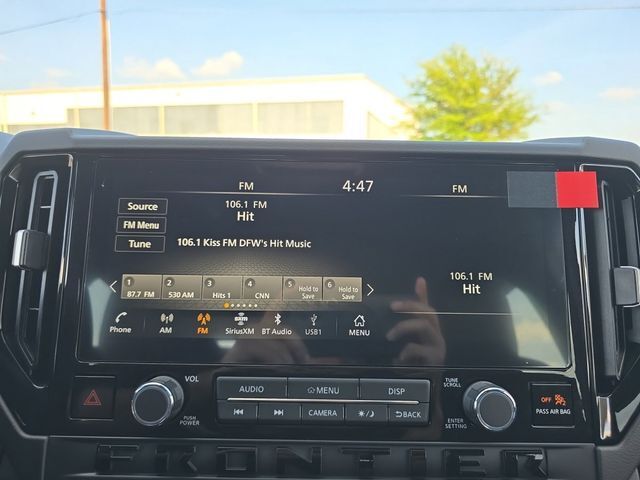 FM 4:47 FM
106.1 FM
Hit
Source
FM Menu
Tune
106.1 Kiss FM DFW's Hit Music
106.1 FM
Hit
1 2 3 4 5 Hold to 6 Hold to
87.7 FM 530 AM Hits 1 CNN Save Save
Phone AM FM SiriusXM BT Audio USB1 MENU
VOL AUDIO MENU DISP TUNE
SCROLL
PUSH
POWER
CAMERA BACK ENTER
SETTING
OFF
PASS AIR BAG
FRONTIER